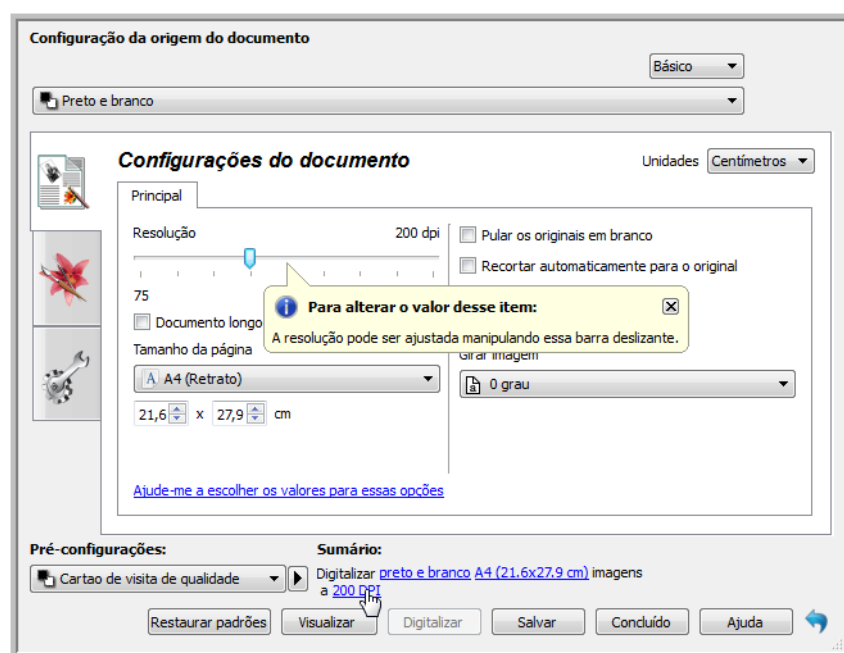 Configuração da origem do documento
Básico
Preto e branco
Configurações do documento
Unidades Centímetros
Principal
Resolução 200 dpi
75
Documento longo
Tamanho da página
A4 (Retrato)
21,6 x 27,9 cm
Pular os originais em branco
Recortar automaticamente para o original
Para alterar o valor desse item:
A resolução pode ser ajustada manipulando essa barra deslizante.
Girar imagem
0 grau
Ajude-me a escolher os valores para essas opções
Pré-configurações:
Cartao de visita de qualidade
Sumário:
Digitalizar preto e branco A4 (21.6x27.9 cm) imagens
a 200 DPI
Restaurar padrões Visualizar Digitalizar Salvar Concluído Ajuda